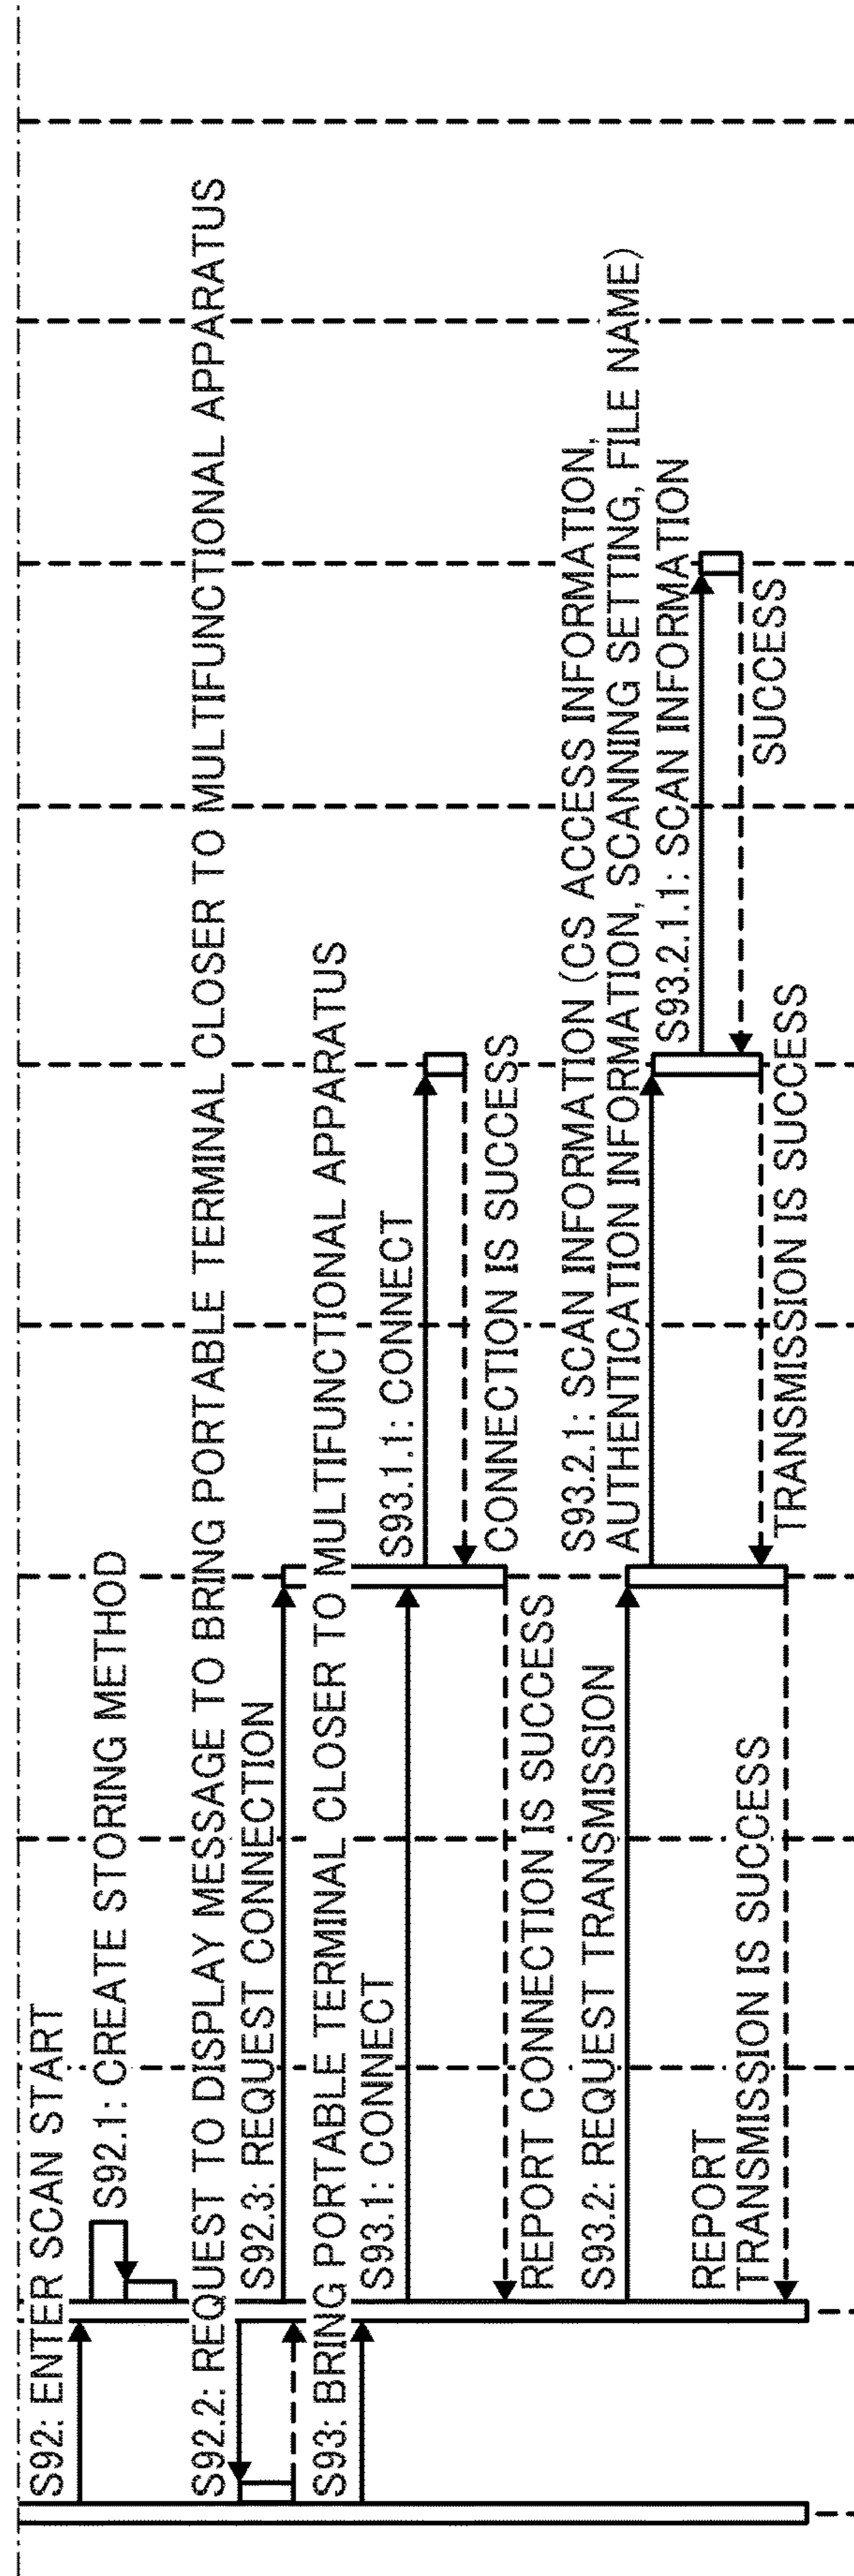 S92: ENTER SCAN START
S92.1: CREATE STORING METHOD
S92.2: REQUEST TO DISPLAY MESSAGE TO BRING PORTABLE TERMINAL CLOSER TO MULTIFUNCTIONAL APPARATUS
S92.3: REQUEST CONNECTION
S93: BRING PORTABLE TERMINAL CLOSER TO MULTIFUNCTIONAL APPARATUS
S93.1: CONNECT
S93.1.1: CONNECT
CONNECTION IS SUCCESS
REPORT CONNECTION IS SUCCESS
S93.2: REQUEST TRANSMISSION
S93.2.1: SCAN INFORMATION (CS ACCESS INFORMATION,
AUTHENTICATION INFORMATION, SCANNING SETTING, FILE NAME)
S93.2.1.1: SCAN INFORMATION
SUCCESS
TRANSMISSION IS SUCCESS
REPORT
TRANSMISSION IS SUCCESS